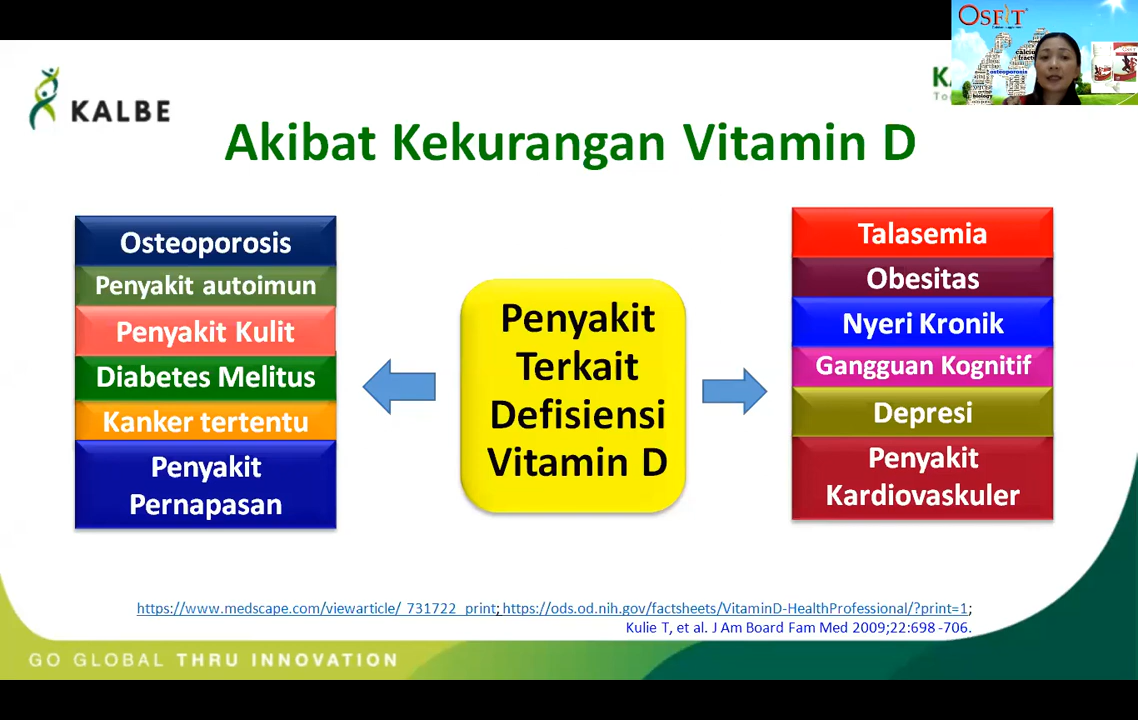 OSFIT
KALBE
Akibat Kekurangan Vitamin D
Osteoporosis
Penyakit autoimun
Penyakit Kulit
Diabetes Melitus
Kanker tertentu
Penyakit
Pernapasan
Penyakit
Terkait
Defisiensi
Vitamin D
Talasemia
Obesitas
Nyeri Kronik
Gangguan Kognitif
Depresi
Penyakit
Kardiovaskuler
https://www.medscape.com/viewarticle/ 731722_print; https://ods.od.nih.gov/factsheets/VitaminD-HealthProfessional/?print=1;
Kulie T, et al. J Am Board Fam Med 2009;22:698 -706.
GO GLOBAL THRU INNOVATION